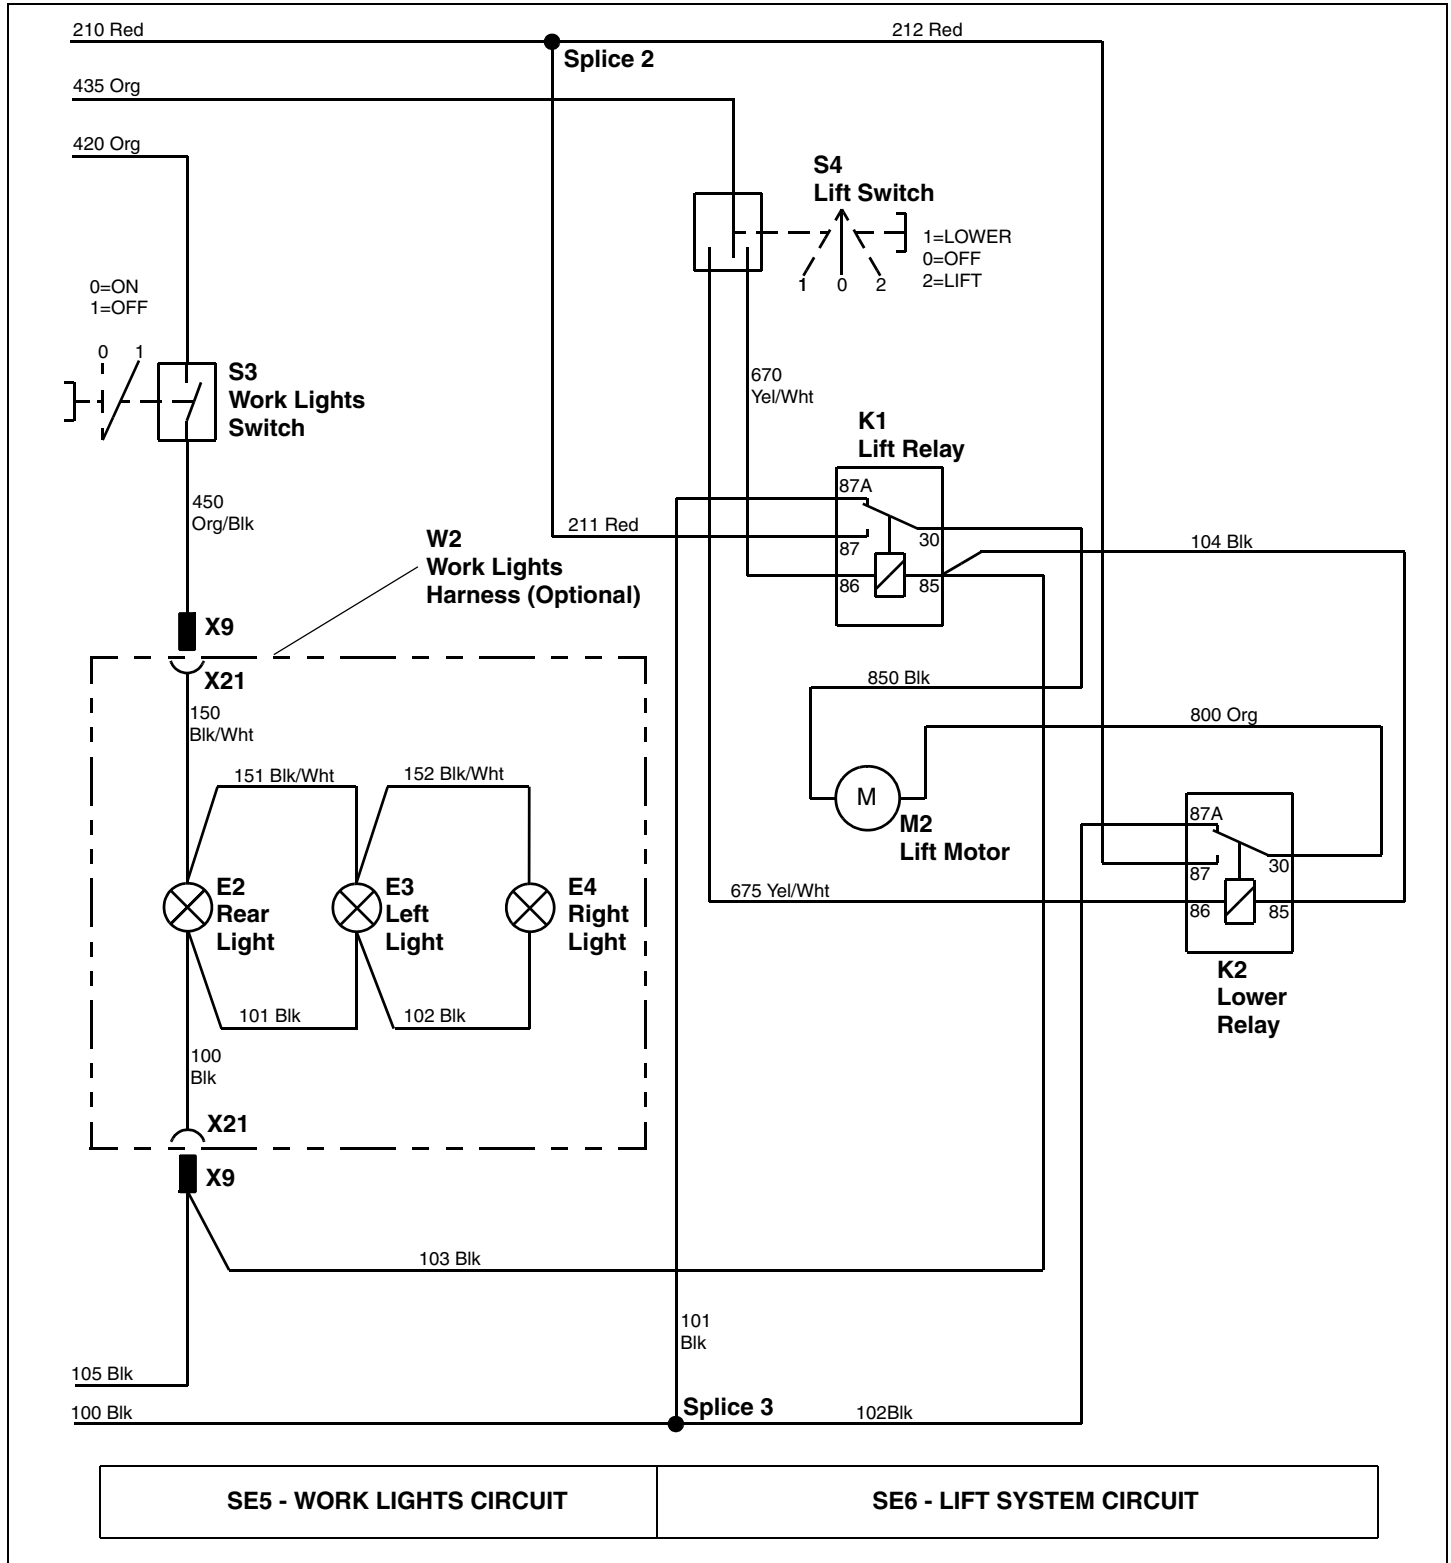 210 Red
212 Red
Splice 2
435 Org
420 Org
S4
Lift Switch
1=LOWER
0=OFF
2=LIFT
1 0 2
0=ON
1=OFF
0 1
S3
Work Lights
Switch
670
Yel/Wht
K1
Lift Relay
87A
87
30
86
85
211 Red
104 Blk
450
Org/Blk
W2
Work Lights
Harness (Optional)
X9
X21
150
Blk/Wht
151 Blk/Wht
152 Blk/Wht
850 Blk
800 Org
M
M2
Lift Motor
87A
87
30
86
85
675 Yel/Wht
E2
Rear
Light
E3
Left
Light
E4
Right
Light
K2
Lower
Relay
101 Blk
102 Blk
100
Blk
X21
X9
103 Blk
101
Blk
105 Blk
100 Blk
Splice 3
102Blk
SE5 - WORK LIGHTS CIRCUIT
SE6 - LIFT SYSTEM CIRCUIT